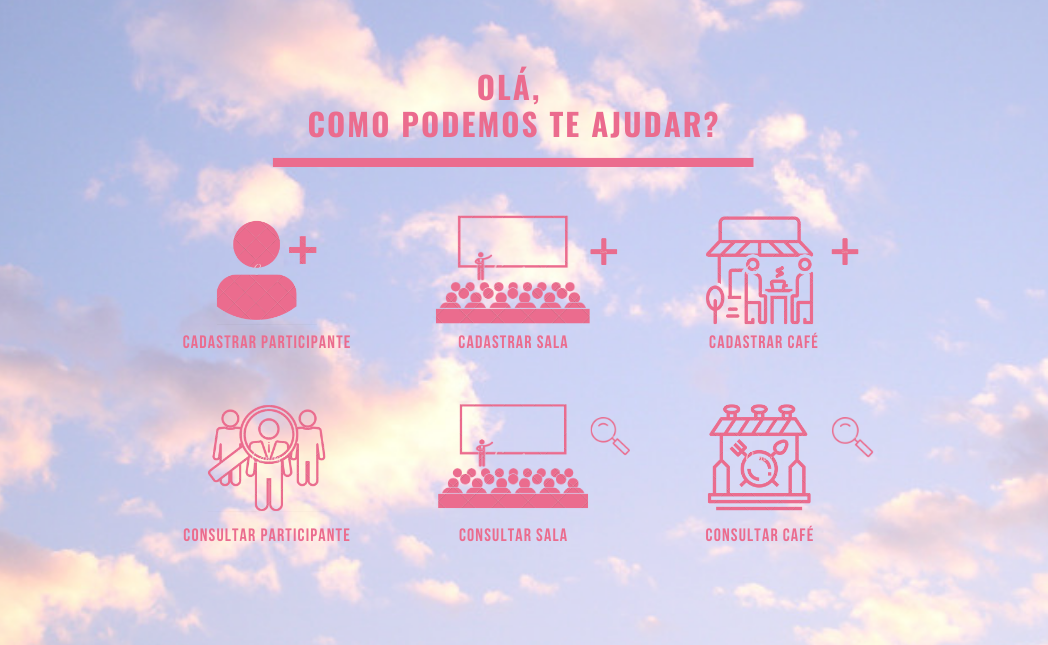 OLÁ,
COMO PODEMOS TE AJUDAR?
CADASTRAR PARTICIPANTE
CADASTRAR SALA
CADASTRAR CAFÉ
CONSULTAR PARTICIPANTE
CONSULTAR SALA
CONSULTAR CAFÉ